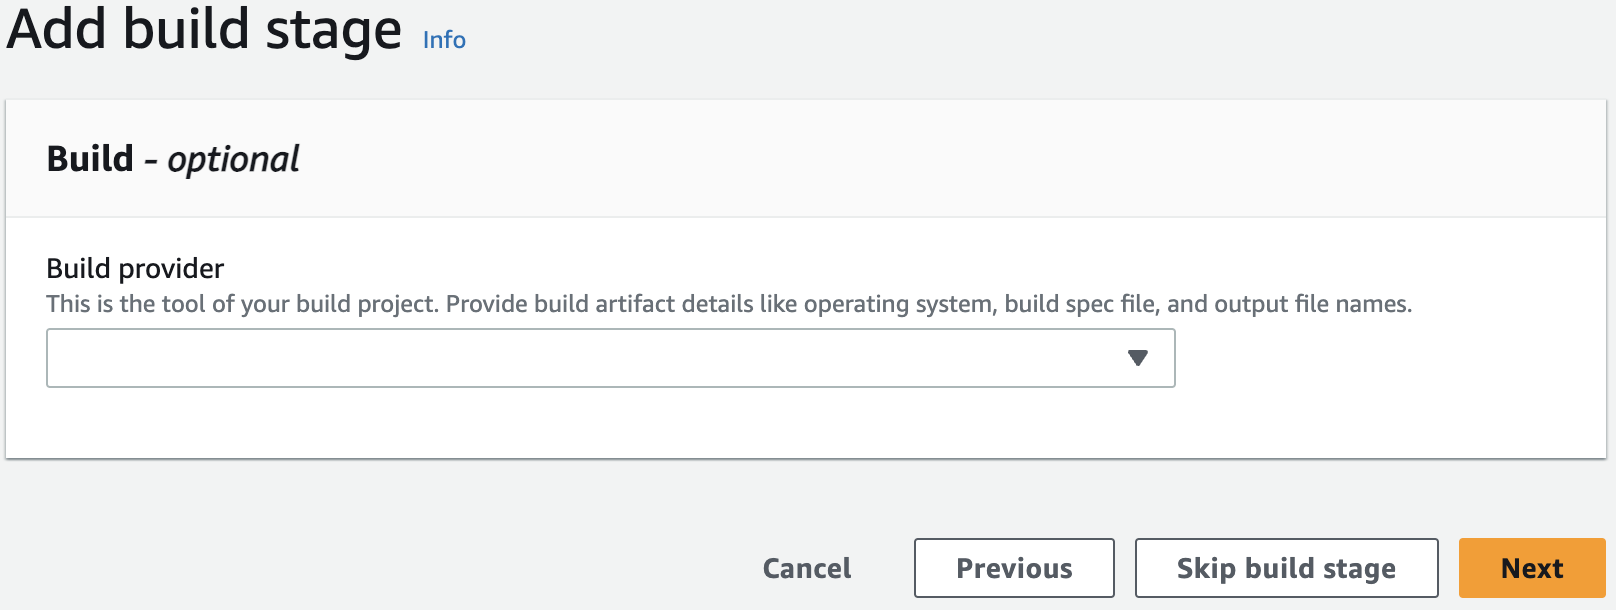 Add build stage Info
Build - optional
Build provider
This is the tool of your build project. Provide build artifact details like operating system, build spec file, and output file names.
Cancel Previous Skip build stage Next